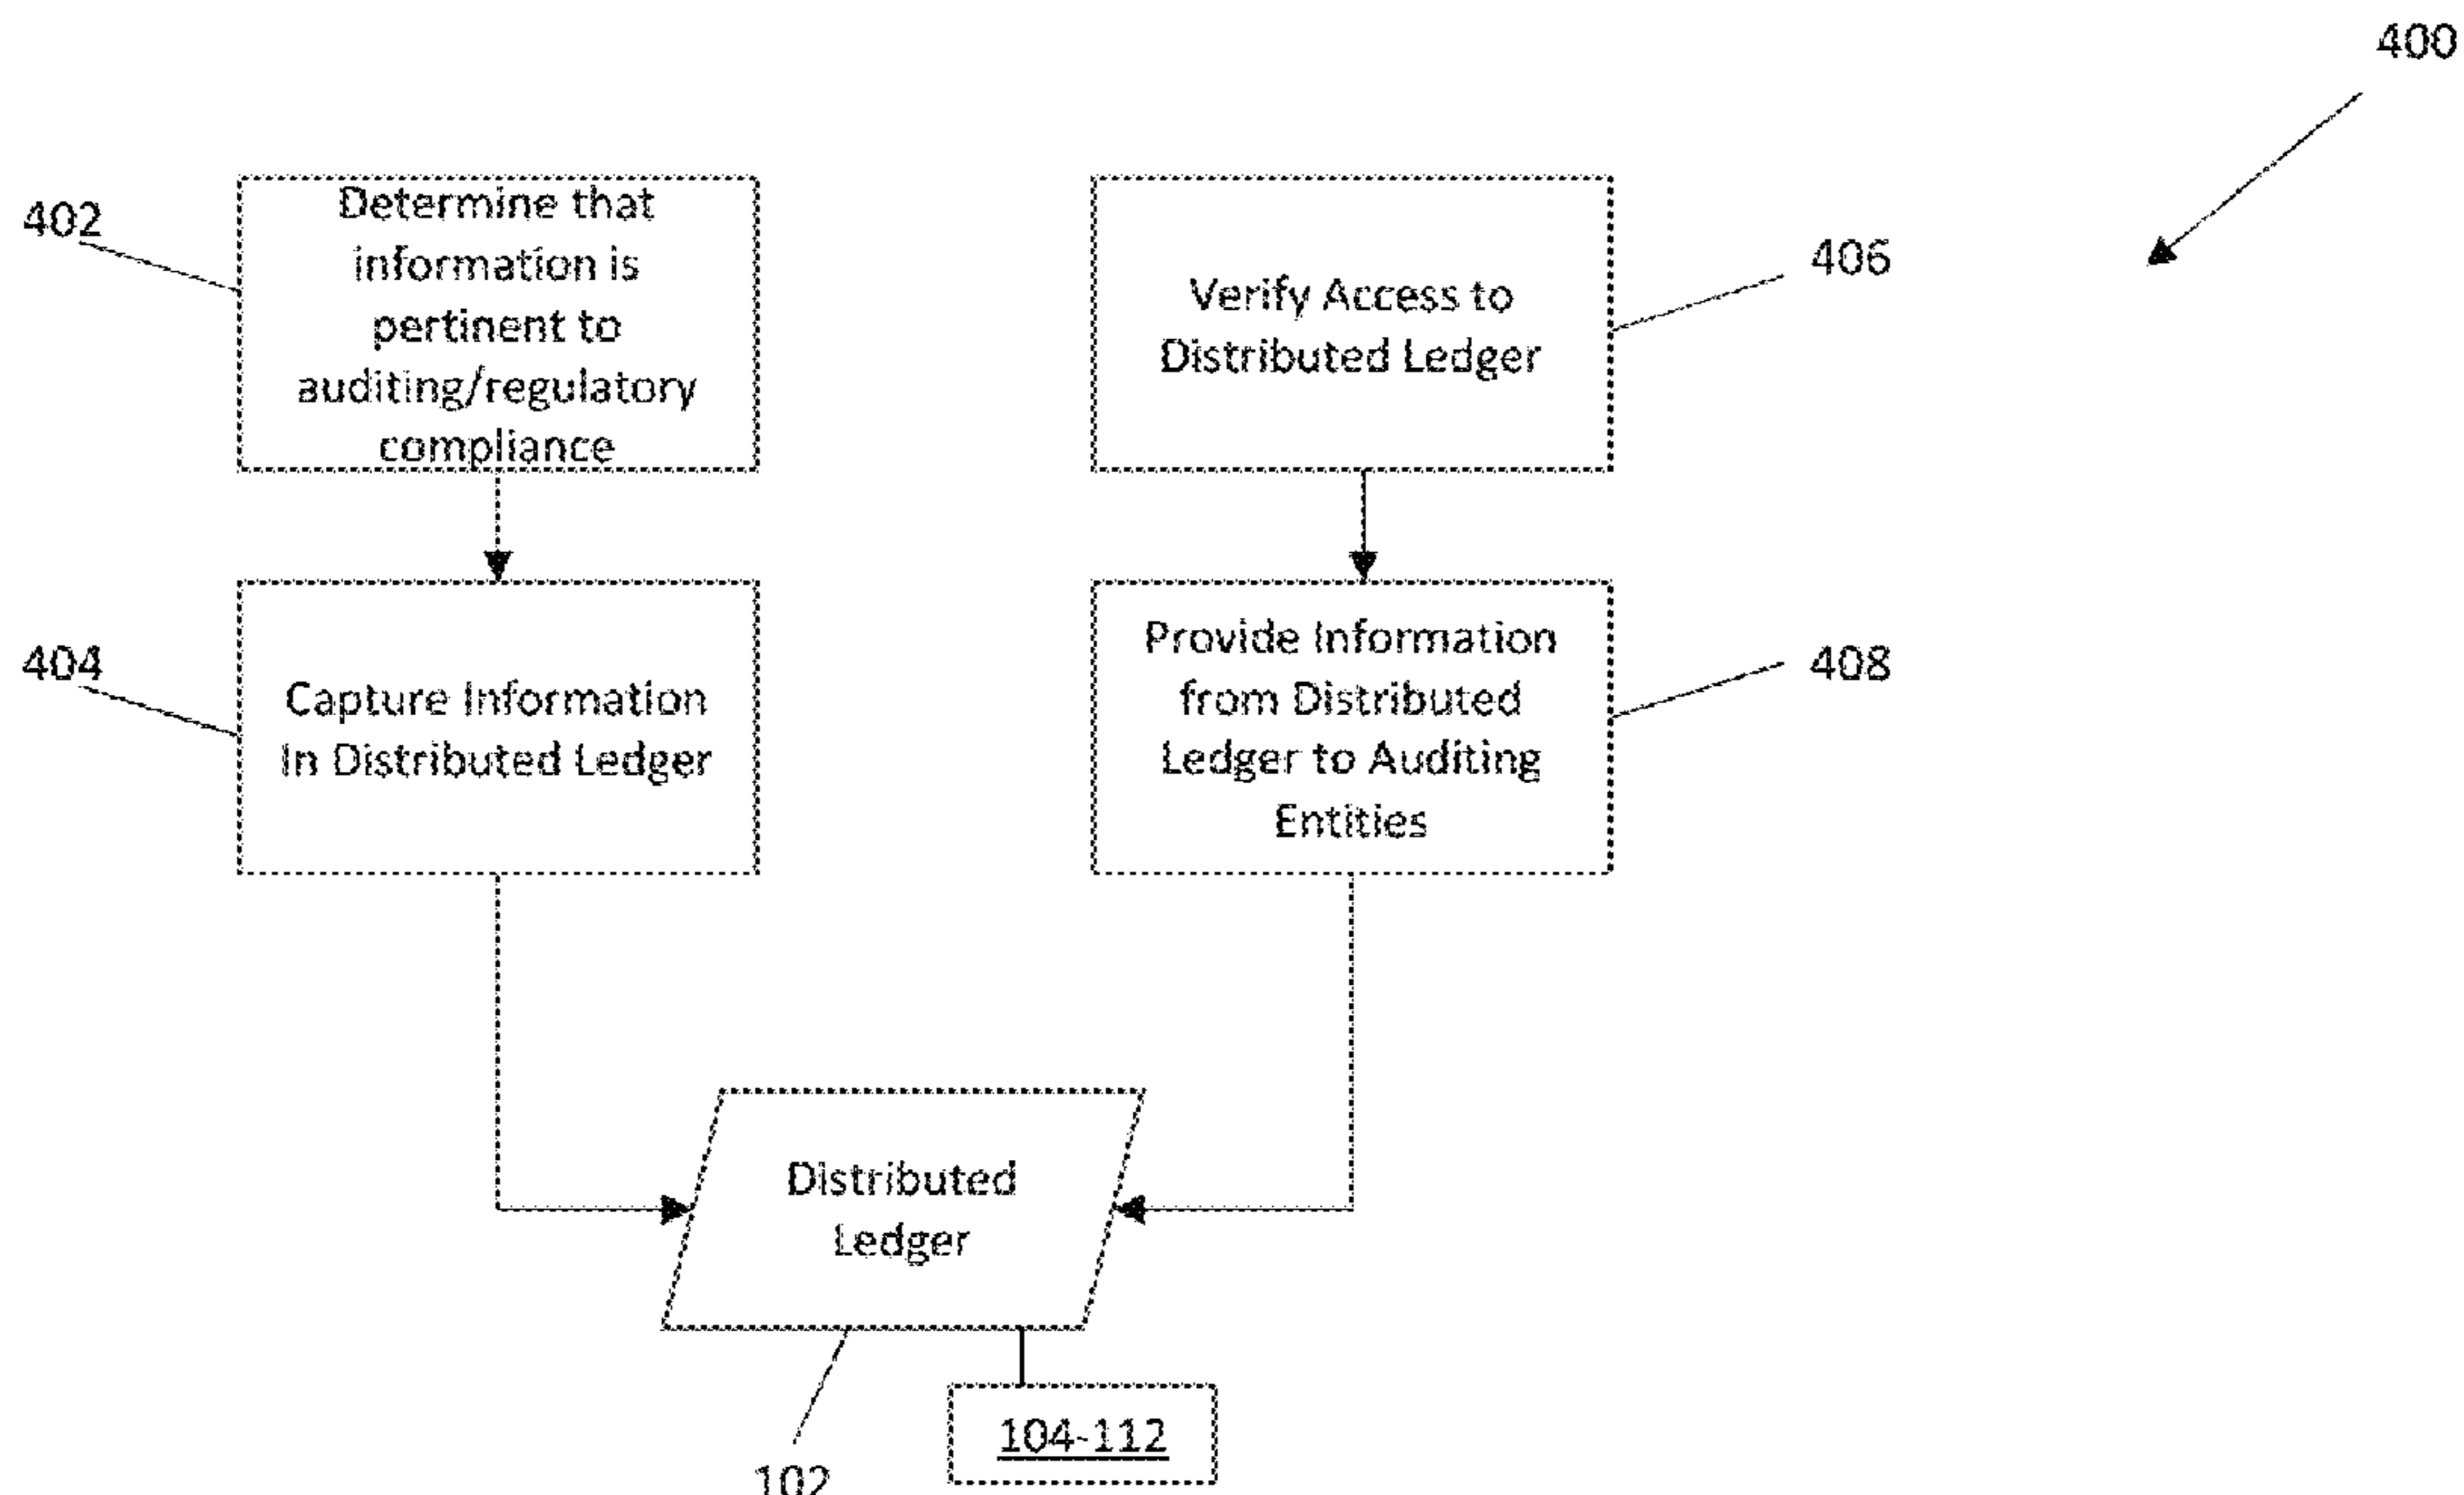 400
402
Determine that
information is
pertinent to
auditing/regulatory
compliance
Verify Access to
Distributed Ledger
406
404
Capture Information
In Distributed Ledger
Provide Information
from Distributed
Ledger to Auditing
Entities
408
Distributed
Ledger
104-112
102